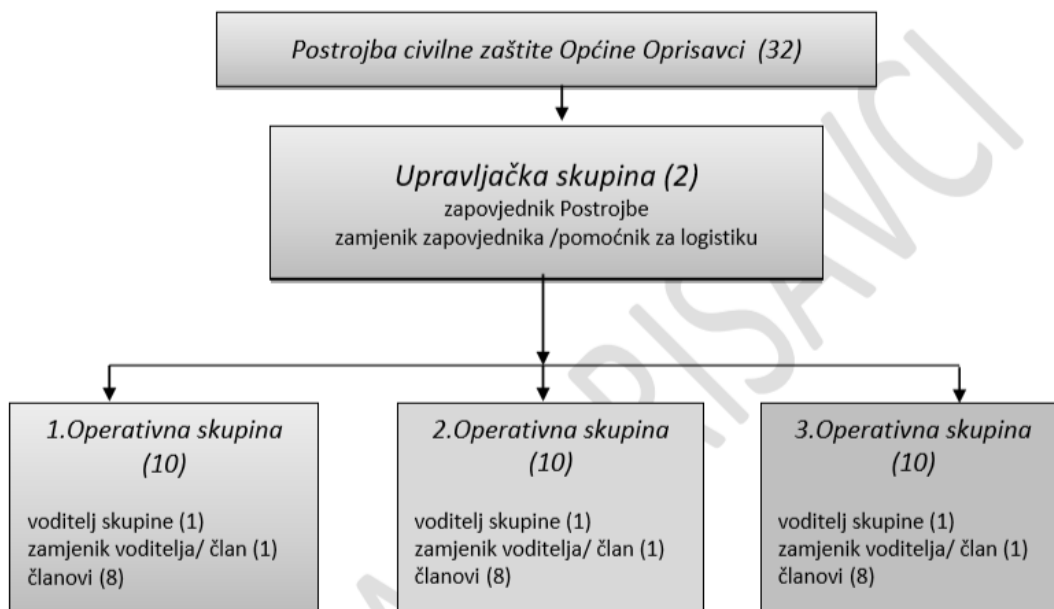 Postrojba civilne zaštite Općine Oprisavci (32)
Upravljačka skupina (2)
zapovjednik Postrojbe
zamjenik zapovjednika /pomoćnik za logistiku
1.Operativna skupina
(10)
voditelj skupine (1)
zamjenik voditelja/ član (1)
članovi (8)
2.Operativna skupina
(10)
voditelj skupine (1)
zamjenik voditelja/ član (1)
članovi (8)
3.Operativna skupina
(10)
voditelj skupine (1)
zamjenik voditelja/ član (1)
članovi (8)